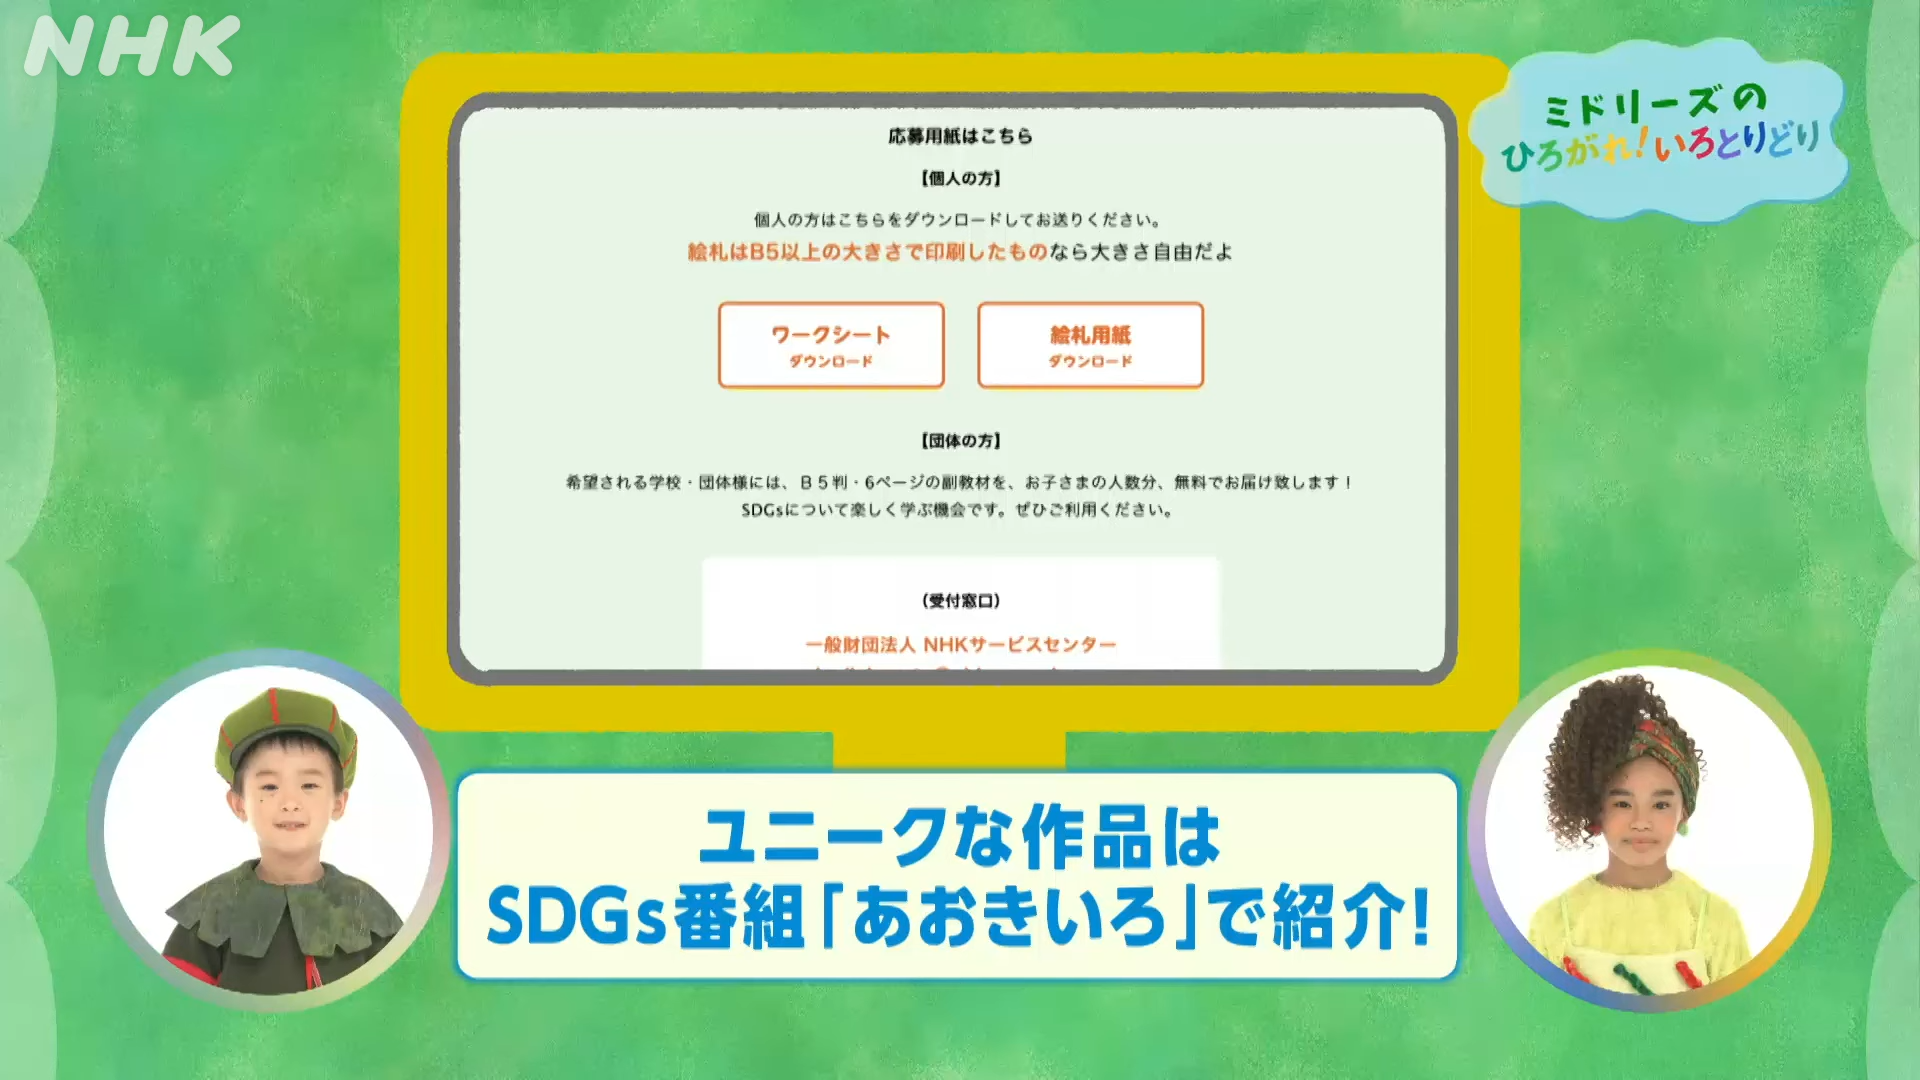 NHK
ミドリーズの
ひろがれ!いろとりどり
応募用紙はこちら
【個人の方】
個人の方はこちらをダウンロードしてお送りください。
絵札はB5以上の大きさで印刷したものなら大きさ自由だよ
ワークシート
ダウンロード
絵札用紙
ダウンロード
【団体の方】
希望される学校・団体様には、B5判・6ページの副教材を、お子さまの人数分、無料でお届け致します!
SDGsについて楽しく学ぶ機会です。ぜひご利用ください。
(受付窓口)
一般財団法人 NHKサービスセンター
ユニークな作品は
SDGs番組「あおきいろ」で紹介!